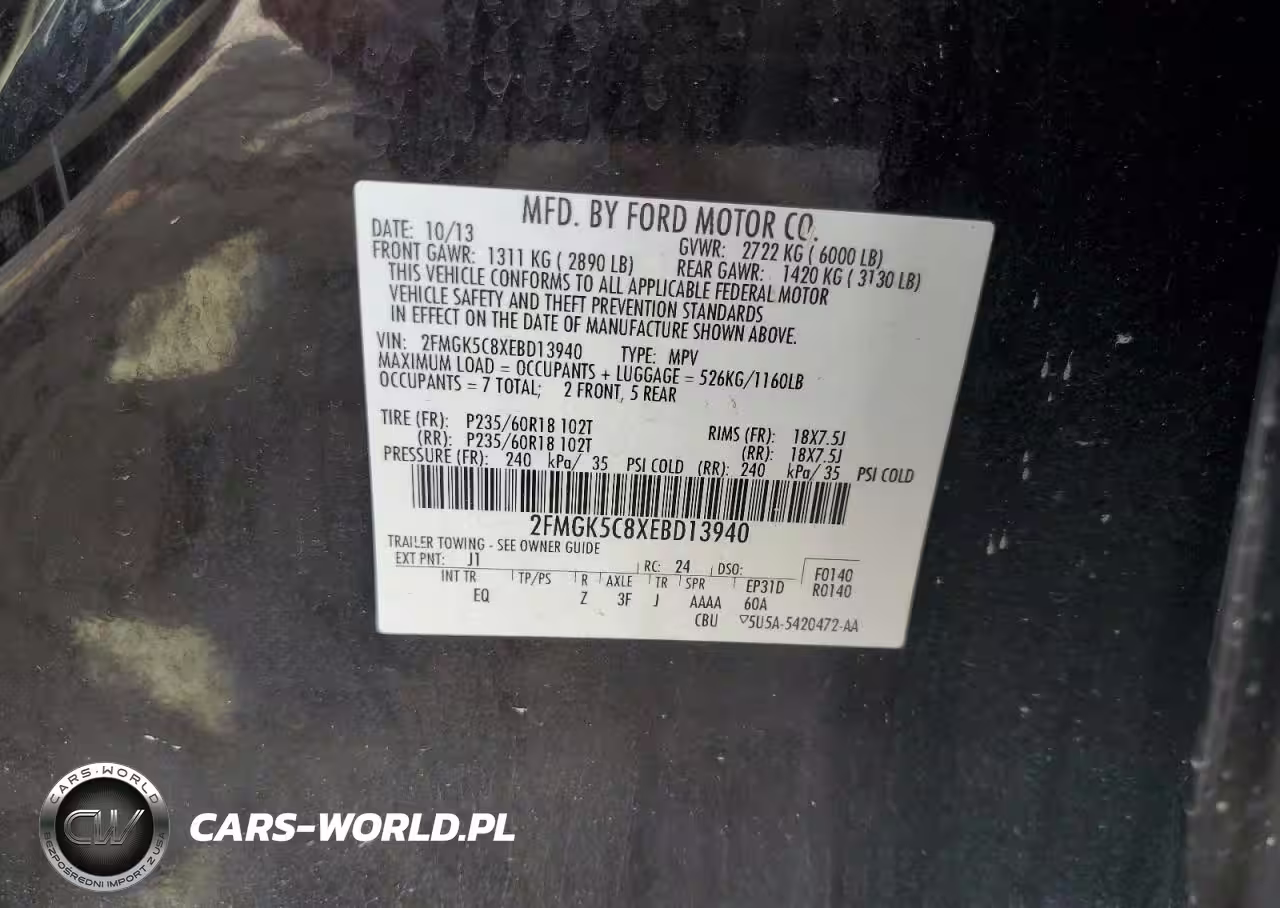 MFD. BY FORD MOTOR CO.
DATE: 10/13
GVWR: 2722 KG ( 6000 LB)
FRONT GAWR: 1311 KG ( 2890 LB)
REAR GAWR: 1420 KG ( 3130 LB)
THIS VEHICLE CONFORMS TO ALL APPLICABLE FEDERAL MOTOR
VEHICLE SAFETY AND THEFT PREVENTION STANDARDS
IN EFFECT ON THE DATE OF MANUFACTURE SHOWN ABOVE.
VIN: 2FMGK5C8XEBD13940 TYPE: MPV
MAXIMUM LOAD = OCCUPANTS + LUGGAGE = 526KG/1160LB
OCCUPANTS = 7 TOTAL; 2 FRONT, 5 REAR
TIRE (FR): P235/60R18 102T RIMS (FR): 18X7.5J
(RR): P235/60R18 102T (RR): 18X7.5J
PRESSURE (FR): 240 kPa/ 35 PSI COLD (RR): 240 kPa/ 35 PSI COLD
2FMGK5C8XEBD13940
TRAILER TOWING - SEE OWNER GUIDE
EXT PNT: J1 RC: 24 DSO: F0140
INT TR TP/PS R AXLE TR SPR EP31D R0140
EQ Z 3F J AAAA 60A
CBU ▽5U5A-5420472-AA
CARS-WORLD
CW
BEZPOŚREDNI IMPORT Z USA
CARS-WORLD.PL